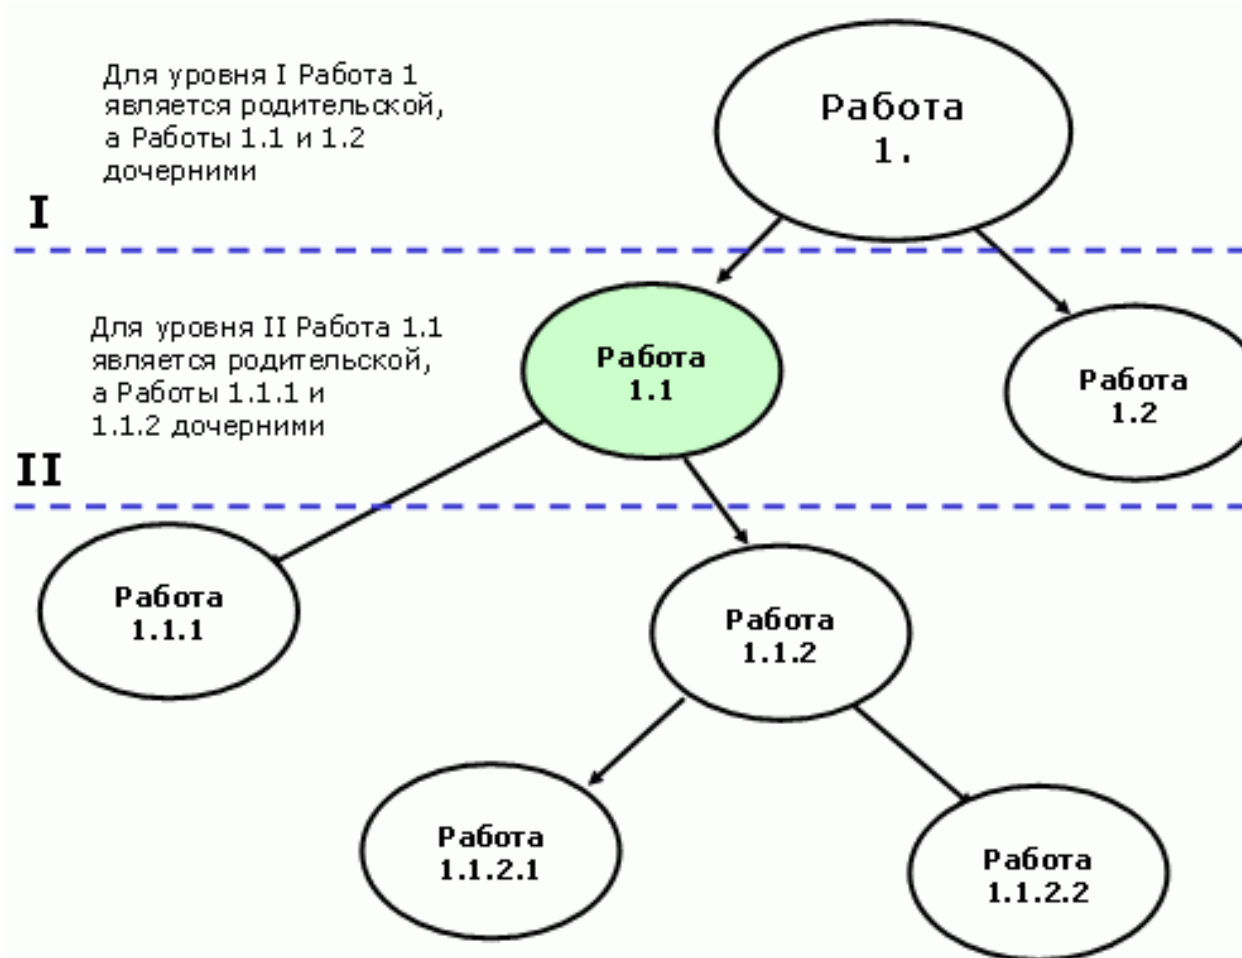 Для уровня I Работа 1
является родительской,
а Работы 1.1 и 1.2
дочерними
Работа
1.
I
Для уровня II Работа 1.1
является родительской,
а Работы 1.1.1 и
1.1.2 дочерними
Работа
1.1
Работа
1.2
II
Работа
1.1.1
Работа
1.1.2
Работа
1.1.2.1
Работа
1.1.2.2